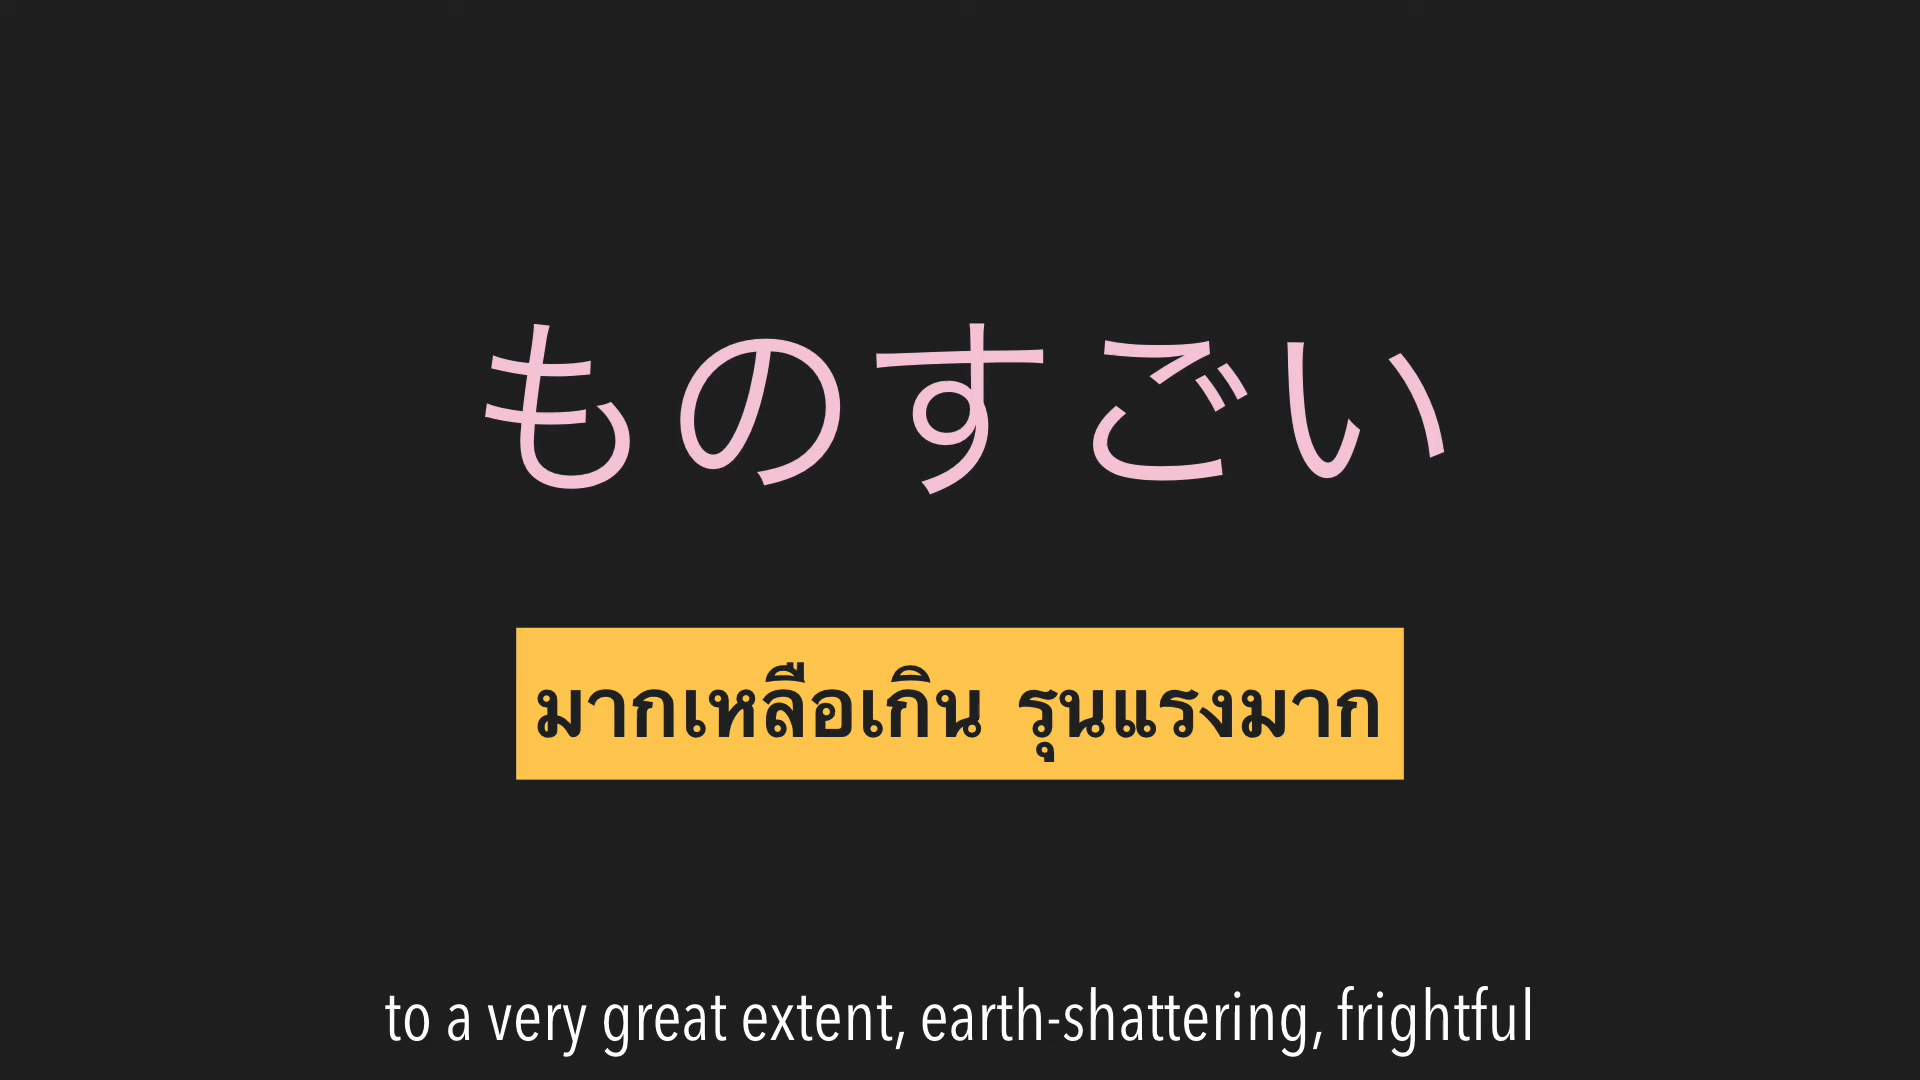 ものすごい
มากเหลือเกิน รุนแรงมาก
to a very great extent, earth-shattering, frightful